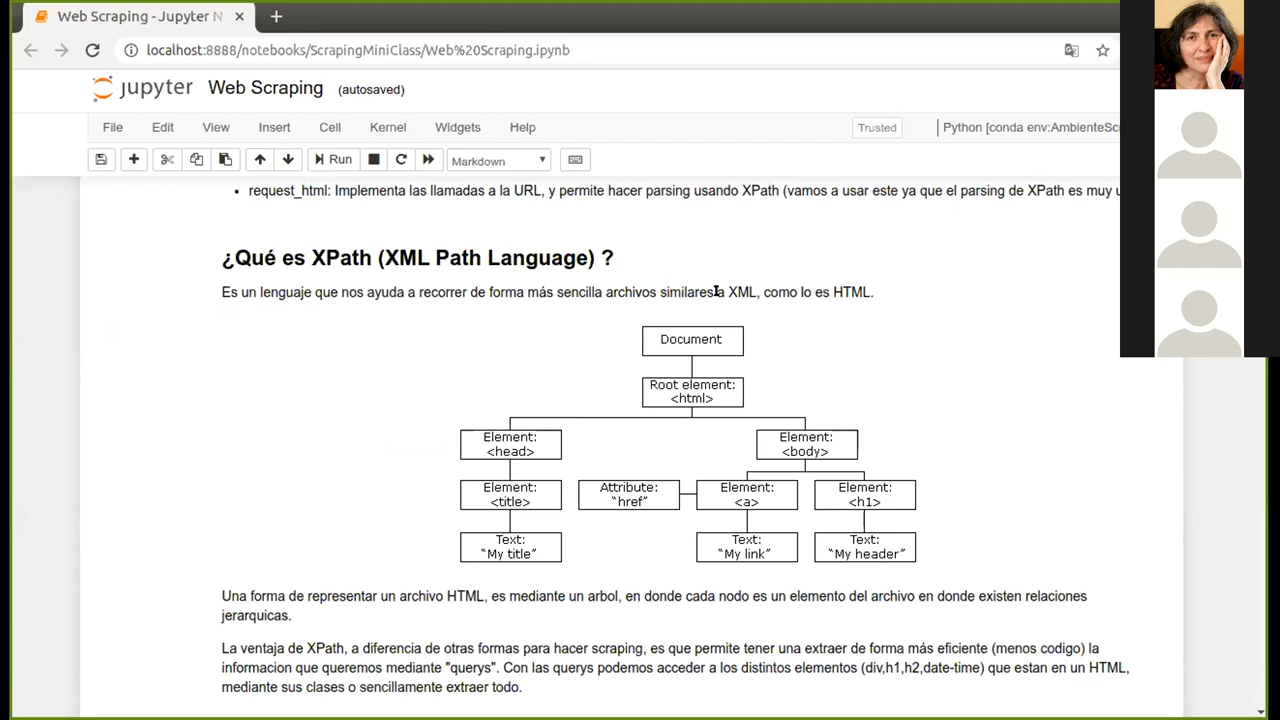 Web Scraping - Jupyter N
localhost:8888/notebooks/ScrapingMiniClass/Web%20Scraping.ipynb
jupyter Web Scraping (autosaved)
File Edit View Insert Cell Kernel Widgets Help Trusted Python [conda env:AmbienteScr
Run Markdown
• request_html: Implementa las llamadas a la URL, y permite hacer parsing usando XPath (vamos a usar este ya que el parsing de XPath es muy u
¿Qué es XPath (XML Path Language) ?
Es un lenguaje que nos ayuda a recorrer de forma más sencilla archivos similares a XML, como lo es HTML.
Document
Root element:
<html>
Element: Element:
<head> <body>
Element: Attribute: Element: Element:
<title> "href" <a> <h1>
Text: Text: Text:
"My title" "My link" "My header"
Una forma de representar un archivo HTML, es mediante un arbol, en donde cada nodo es un elemento del archivo en donde existen relaciones
jerarquicas.
La ventaja de XPath, a diferencia de otras formas para hacer scraping, es que permite tener una extraer de forma más eficiente (menos codigo) la
informacion que queremos mediante "querys". Con las querys podemos acceder a los distintos elementos (div,h1,h2,date-time) que estan en un HTML,
mediante sus clases o sencillamente extraer todo.